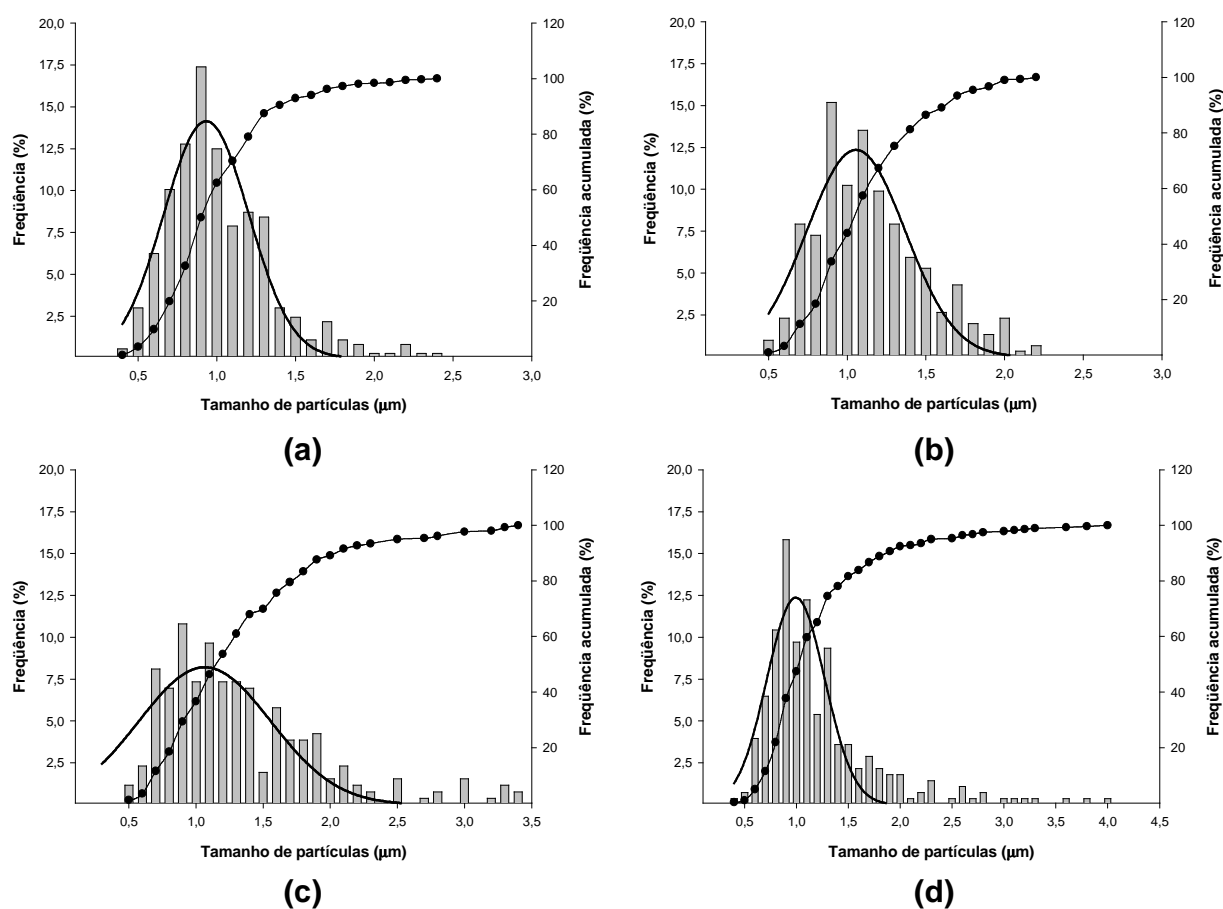 20,0
17,5
15,0
12,5
10,0
7,5
5,0
2,5
Freqüência (%)
120
100
80
60
40
20
Freqüência acumulada (%)
0,5 1,0 1,5 2,0 2,5 3,0
Tamanho de partículas (μm)
(a)
20,0
17,5
15,0
12,5
10,0
7,5
5,0
2,5
Freqüência (%)
120
100
80
60
40
20
Freqüência acumulada (%)
0,5 1,0 1,5 2,0 2,5 3,0
Tamanho de partículas (μm)
(b)
20,0
17,5
15,0
12,5
10,0
7,5
5,0
2,5
Freqüência (%)
120
100
80
60
40
20
Freqüência acumulada (%)
0,5 1,0 1,5 2,0 2,5 3,0 3,5
Tamanho de partículas (μm)
(c)
20,0
17,5
15,0
12,5
10,0
7,5
5,0
2,5
Freqüência (%)
120
100
80
60
40
20
Freqüência acumulada (%)
0,5 1,0 1,5 2,0 2,5 3,0 3,5 4,0 4,5
Tamanho de partículas (μm)
(d)